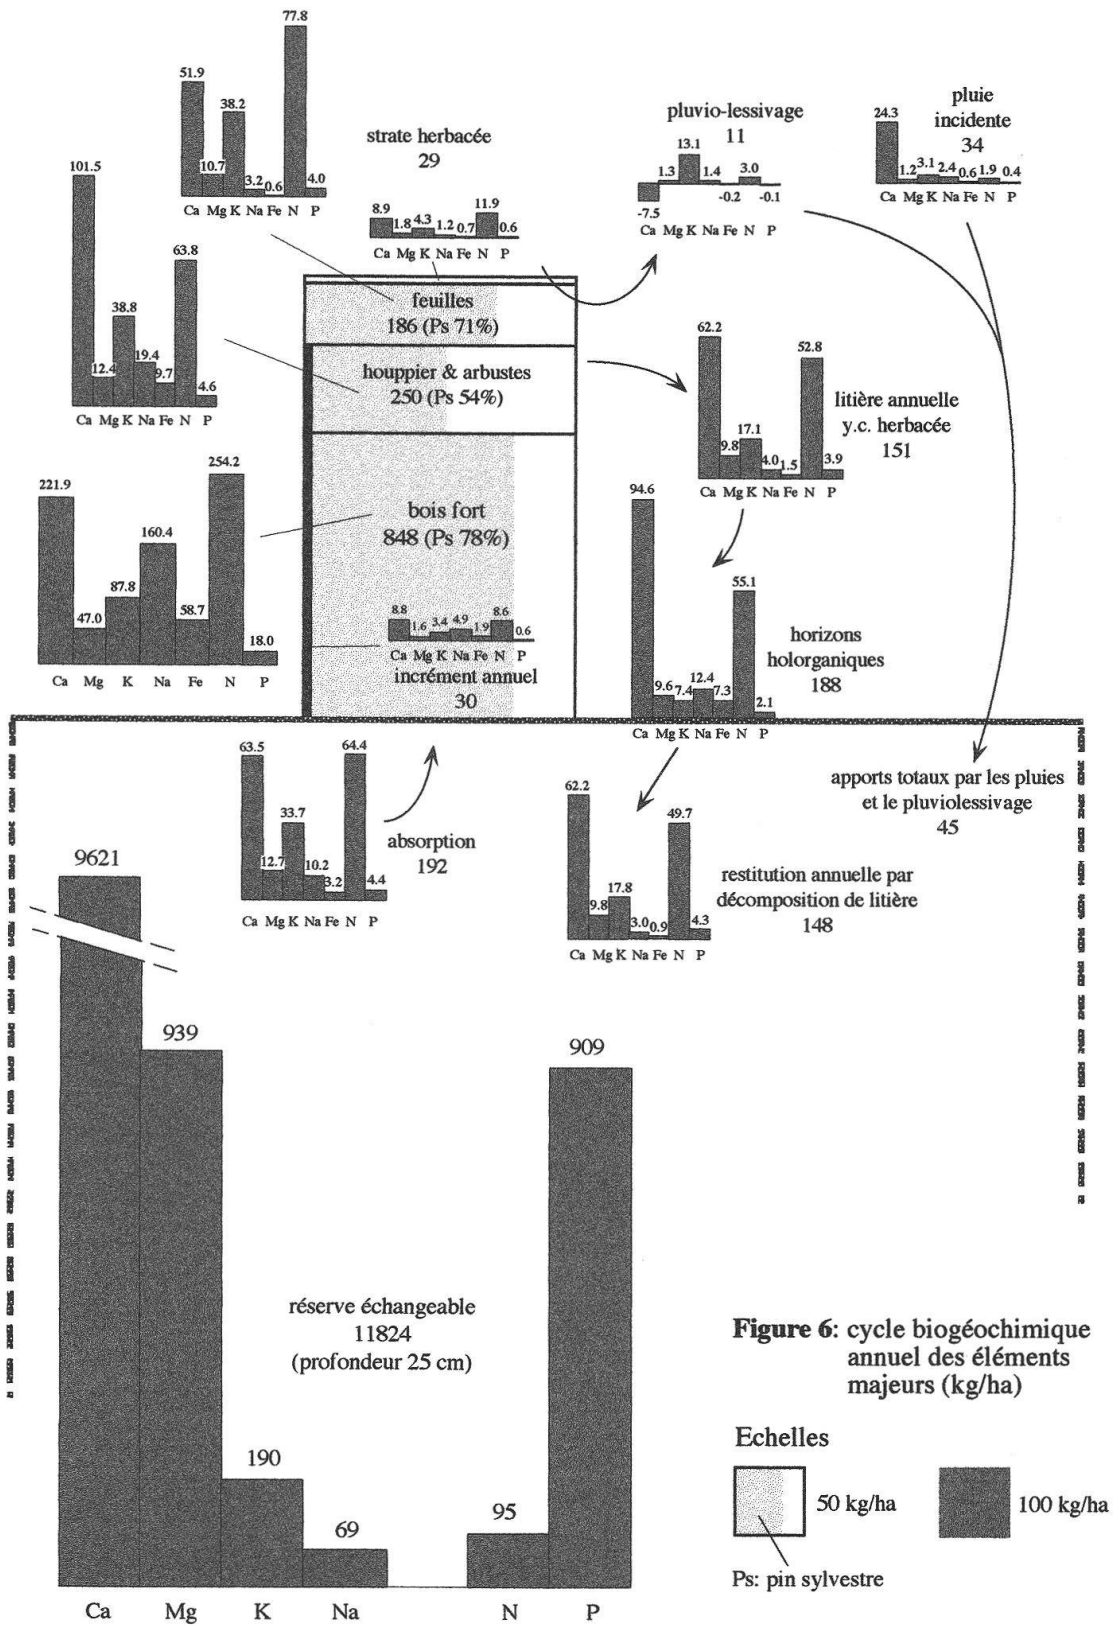 77.8
51.9
38.2
10.7
3.2 0.6
4.0
Ca Mg K Na Fe N P
strate herbacée
29
8.9
1.8 4.3 1.2 0.7
11.9
0.6
Ca Mg K Na Fe N P
pluvio-lessivage
11
13.1
1.3
1.4
3.0
-7.5
-0.2
-0.1
Ca Mg K Na Fe N P
pluie
incidente
34
24.3
1.2 3.1 2.4 0.6 1.9 0.4
Ca Mg K Na Fe N P
101.5
63.8
38.8
12.4
19.4
9.7
4.6
Ca Mg K Na Fe N P
feuilles
186 (Ps 71%)
houppier & arbustes
250 (Ps 54%)
62.2
52.8
9.8
17.1
4.0 1.5
3.9
Ca Mg K Na Fe N P
litière annuelle
y.c. herbacée
151
254.2
221.9
160.4
87.8
47.0
58.7
18.0
Ca Mg K Na Fe N P
bois fort
848 (Ps 78%)
8.8
1.6 3.4 4.9 1.9
8.6
0.6
Ca Mg K Na Fe N P
incrément annuel
30
94.6
55.1
9.6 7.4
12.4
7.3
2.1
Ca Mg K Na Fe N P
horizons
holorganiques
188
63.5
64.4
33.7
12.7
10.2
3.2
4.4
Ca Mg K Na Fe N P
absorption
192
62.2
49.7
9.8
17.8
3.0 0.9
4.3
Ca Mg K Na Fe N P
restitution annuelle par
décomposition de litière
148
apports totaux par les pluies
et le pluviolessivage
45
9621
939
909
190
69
95
Ca Mg K Na N P
réserve échangeable
11824
(profondeur 25 cm)
Figure 6: cycle biogéochimique
annuel des éléments
majeurs (kg/ha)
Echelles
50 kg/ha
100 kg/ha
Ps: pin sylvestre